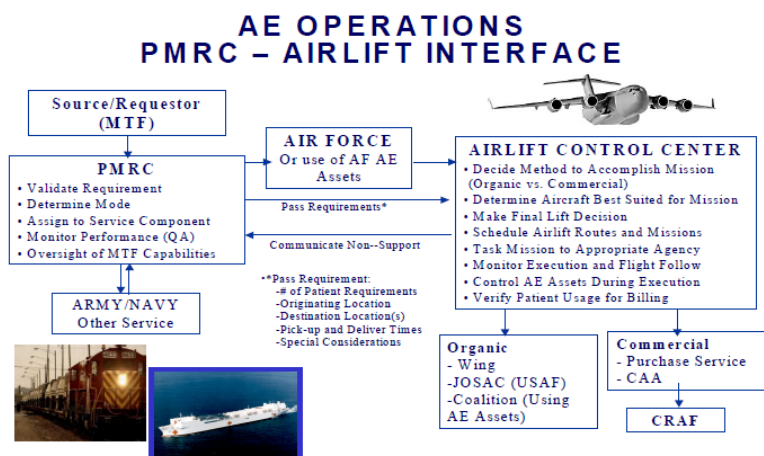 AE OPERATIONS
PMRC – AIRLIFT INTERFACE
Source/Requestor
(MTF)
PMRC
• Validate Requirement
• Determine Mode
• Assign to Service Component
• Monitor Performance (QA)
• Oversight of MTF Capabilities
ARMY/NAVY
Other Service
AIR FORCE
Or use of AF AE
Assets
Pass Requirements*
Communicate Non--Support
•*Pass Requirement:
-# of Patient Requirements
-Originating Location
-Destination Location(s)
-Pick-up and Deliver Times
-Special Considerations
AIRLIFT CONTROL CENTER
• Decide Method to Accomplish Mission
(Organic vs. Commercial)
• Determine Aircraft Best Suited for Mission
• Make Final Lift Decision
• Schedule Airlift Routes and Missions
• Task Mission to Appropriate Agency
• Monitor Execution and Flight Follow
• Control AE Assets During Execution
• Verify Patient Usage for Billing
Organic
- Wing
- JOSAC (USAF)
-Coalition (Using
AE Assets)
Commercial
- Purchase Service
- CAA
CRAF